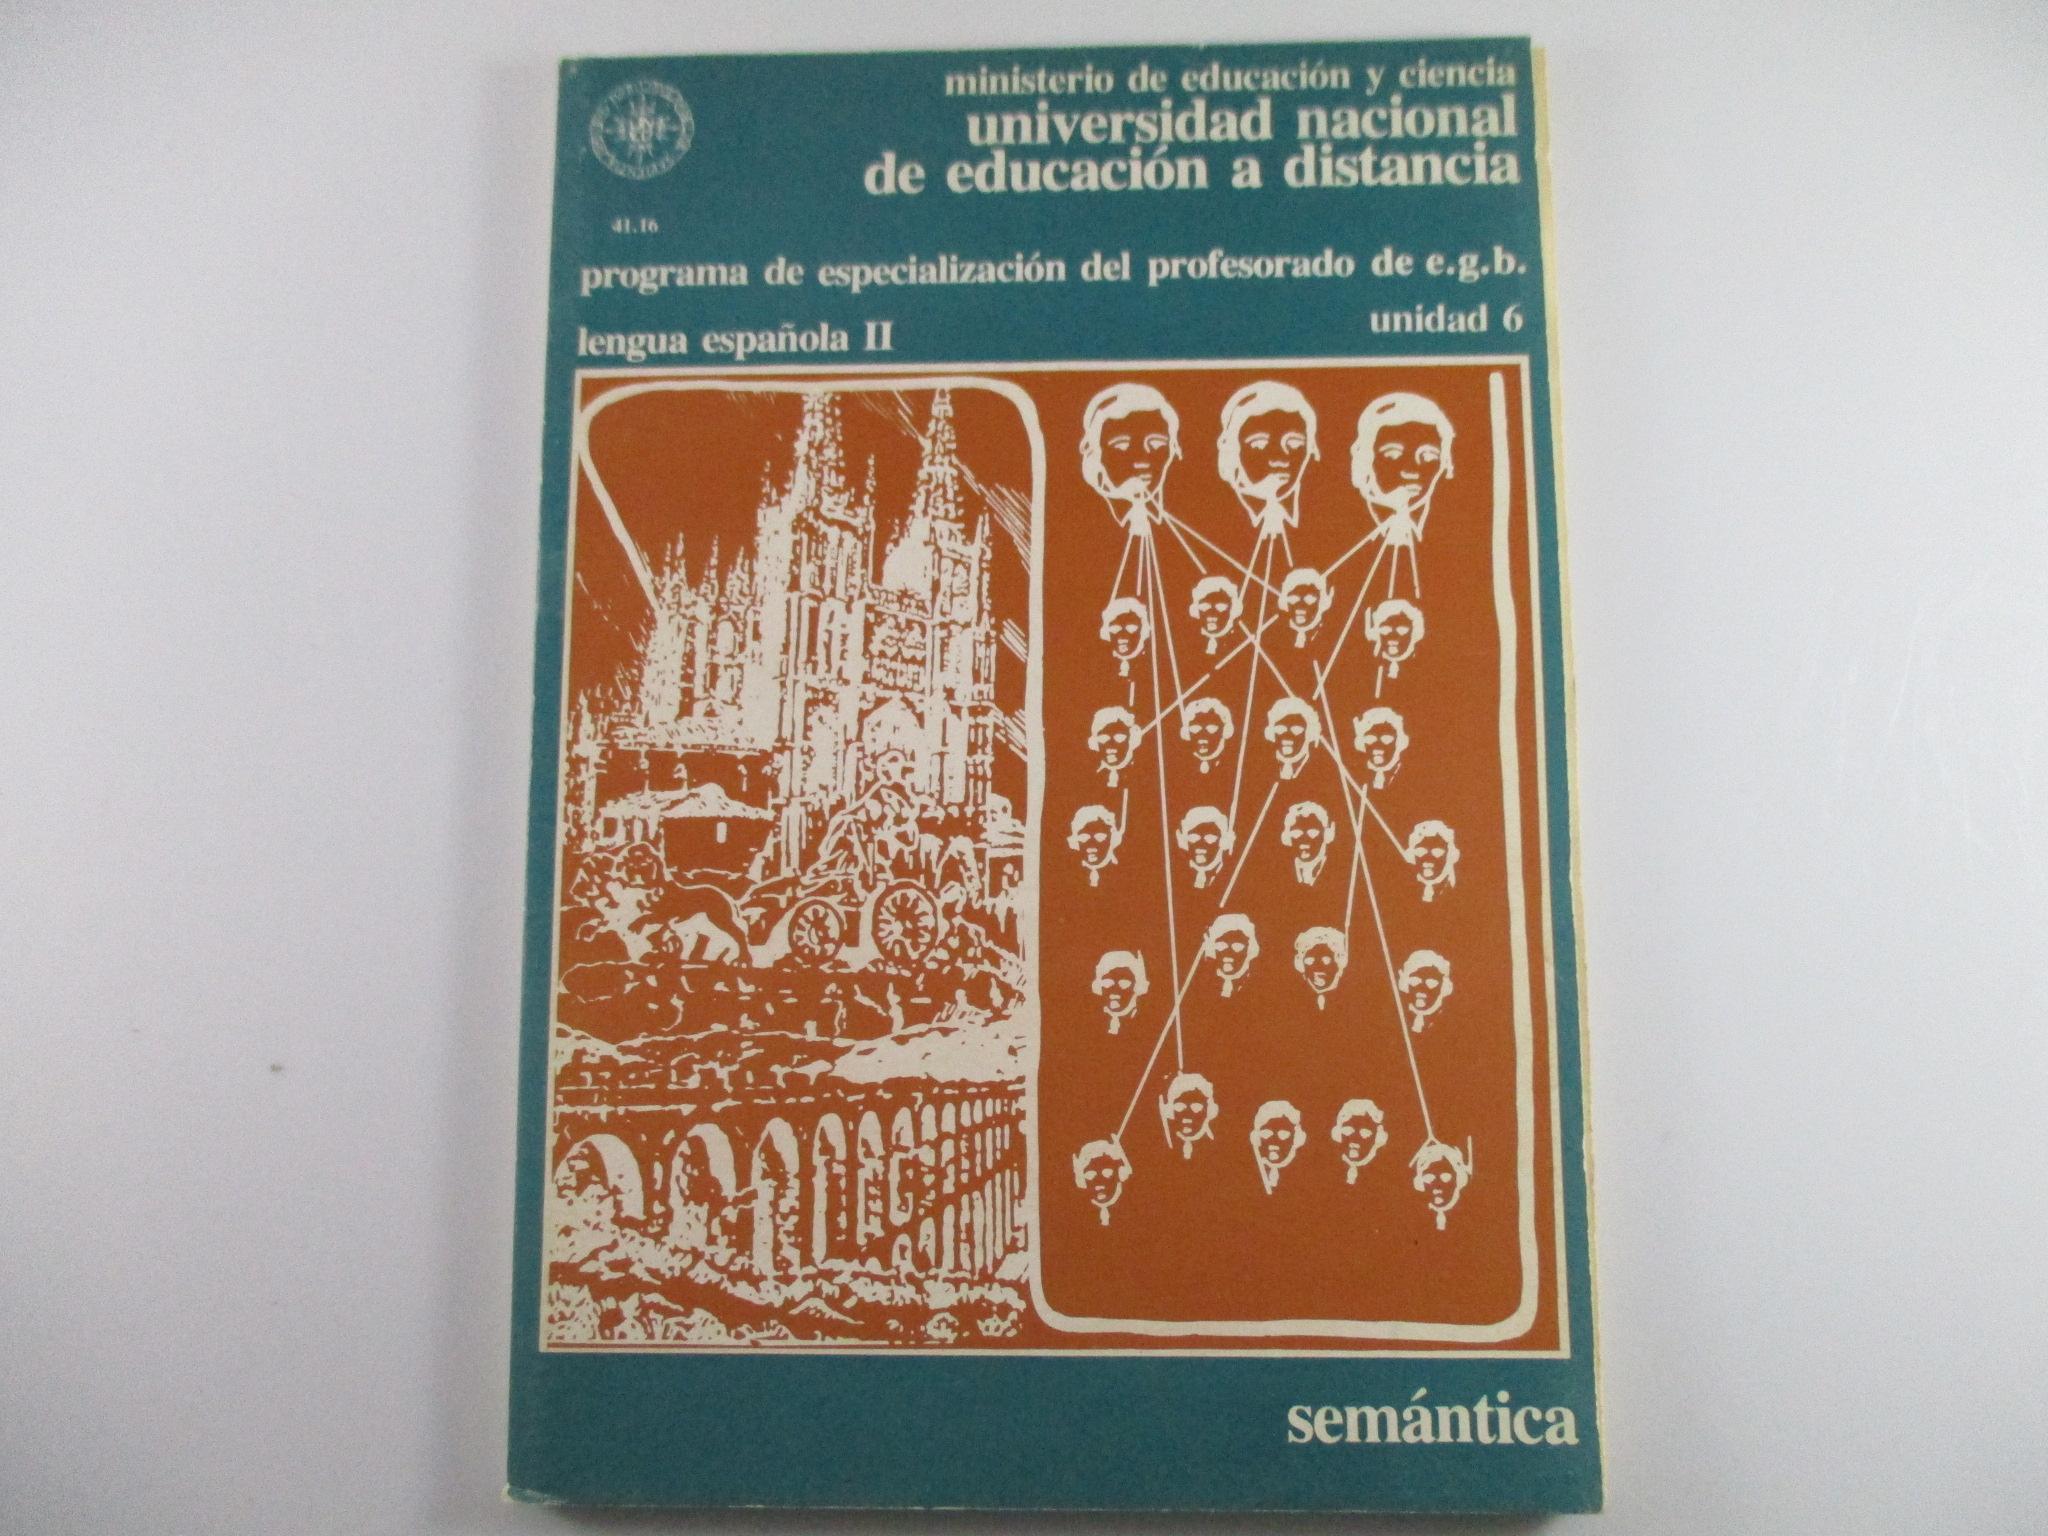 ministerio de educación y ciencia
universidad nacional
de educación a distancia
41.16
programa de especialización del profesorado de e.g.b.
unidad 6
lengua española II
semántica